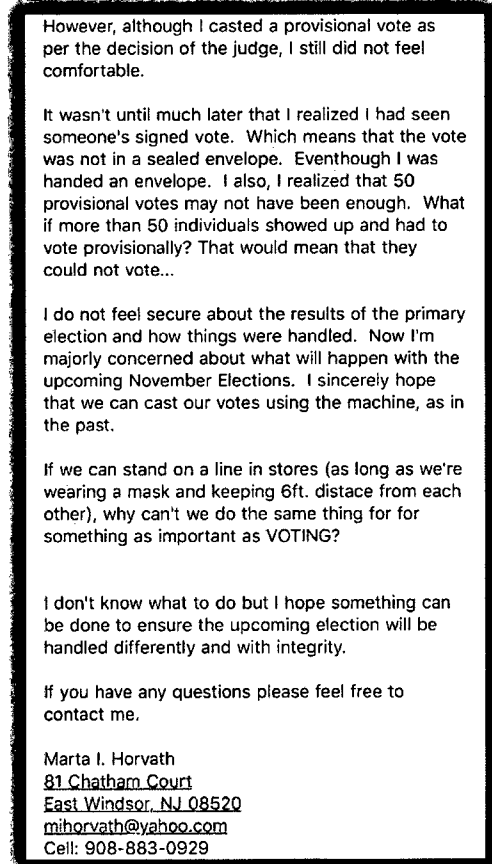 However, although I casted a provisional vote as
per the decision of the judge, I still did not feel
comfortable.
It wasn't until much later that I realized I had seen
someone's signed vote. Which means that the vote
was not in a sealed envelope. Eventhough I was
handed an envelope. I also, I realized that 50
provisional votes may not have been enough. What
if more than 50 individuals showed up and had to
vote provisionally? That would mean that they
could not vote...
I do not feel secure about the results of the primary
election and how things were handled. Now I'm
majorly concerned about what will happen with the
upcoming November Elections. I sincerely hope
that we can cast our votes using the machine, as in
the past.
If we can stand on a line in stores (as long as we're
wearing a mask and keeping 6ft. distace from each
other), why can't we do the same thing for for
something as important as VOTING?
I don't know what to do but I hope something can
be done to ensure the upcoming election will be
handled differently and with integrity.
If you have any questions please feel free to
contact me.
Marta I. Horvath
81 Chatham Court
East Windsor, NJ 08520
mihorvath@yahoo.com
Cell: 908-883-0929